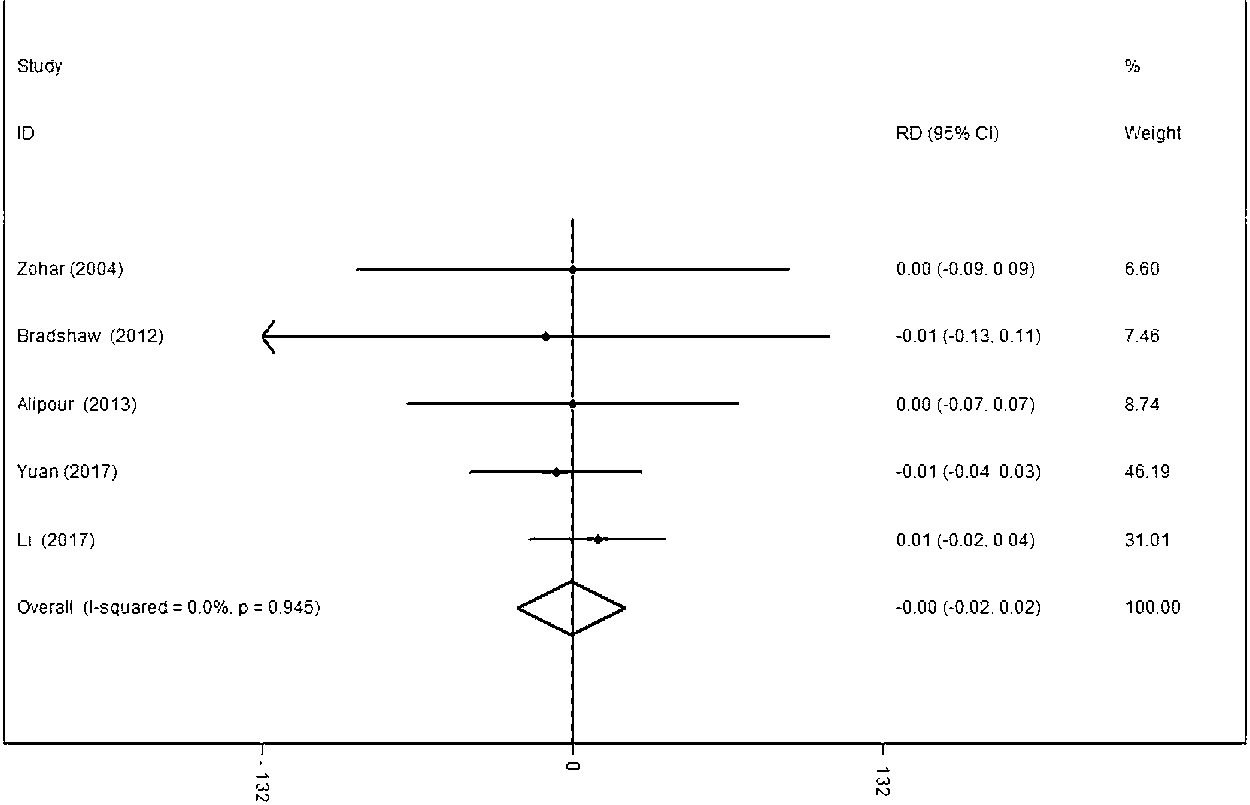 Study %
ID RD (95% CI) Weight
Zohar (2004) 0.00 (-0.09, 0.09) 6.60
Bradshaw (2012) -0.01 (-0.13, 0.11) 7.46
Alipour (2013) 0.00 (-0.07, 0.07) 8.74
Yuan (2017) -0.01 (-0.04, 0.03) 46.19
Li (2017) 0.01 (-0.02, 0.04) 31.01
Overall (I-squared = 0.0%, p = 0.945) -0.00 (-0.02, 0.02) 100.00
-.132 0 .132